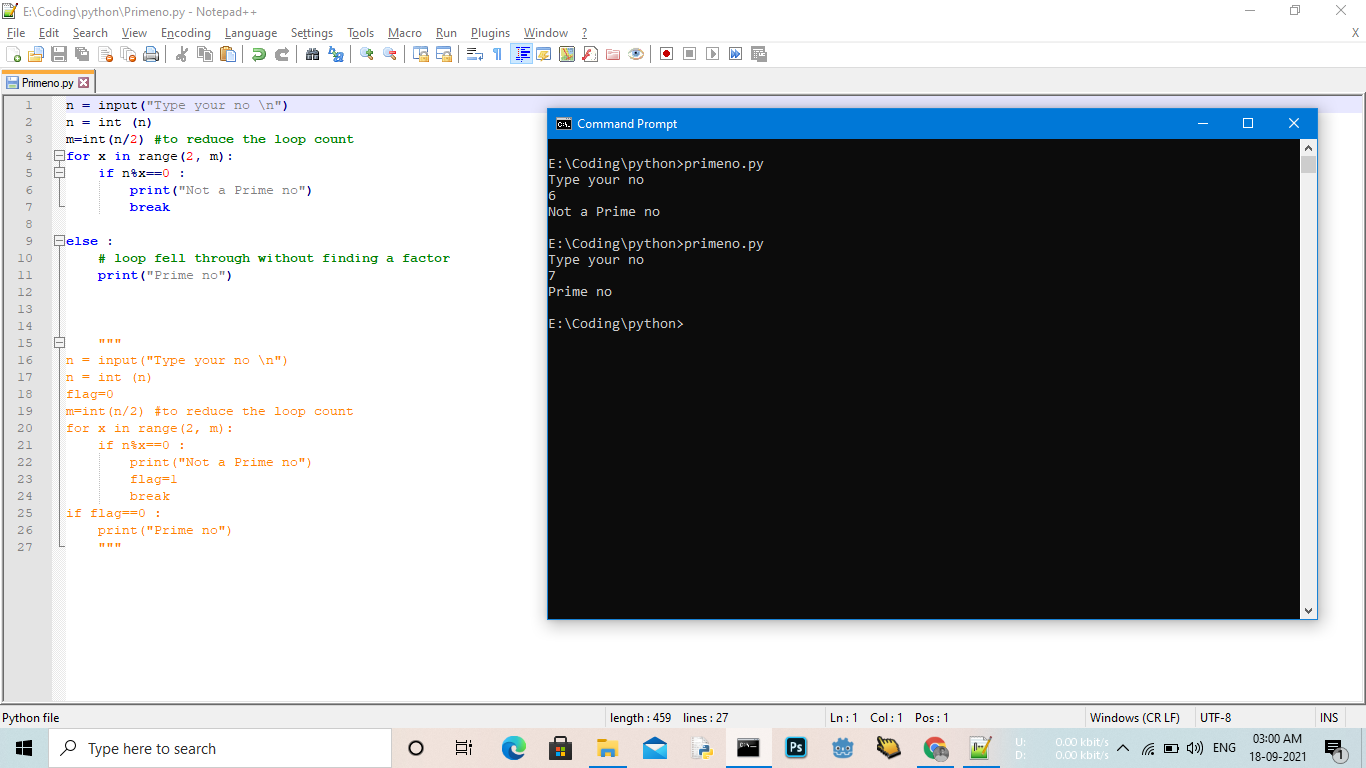 E:\Coding\python\Primeno.py - Notepad++
File Edit Search View Encoding Language Settings Tools Macro Run Plugins Window ? X
Primeno.py
1 n = input("Type your no \n")
2 n = int (n)
3 m=int(n/2) #to reduce the loop count
4 for x in range(2, m):
5     if n%x==0 :
6         print("Not a Prime no")
7         break
8
9 else :
10     # loop fell through without finding a factor
11     print("Prime no")
12
13
14
15     """
16 n = input("Type your no \n")
17 n = int (n)
18 flag=0
19 m=int(n/2) #to reduce the loop count
20 for x in range(2, m):
21     if n%x==0 :
22         print("Not a Prime no")
23         flag=1
24         break
25 if flag==0 :
26     print("Prime no")
27     """
Command Prompt
E:\Coding\python>primeno.py
Type your no
6
Not a Prime no
E:\Coding\python>primeno.py
Type your no
7
Prime no
E:\Coding\python>
Python file length : 459 lines : 27 Ln : 1 Col : 1 Pos : 1 Windows (CR LF) UTF-8 INS
Type here to search
Ps
U: 0.00 kbit/s
D: 0.00 kbit/s
ENG
03:00 AM
18-09-2021
1